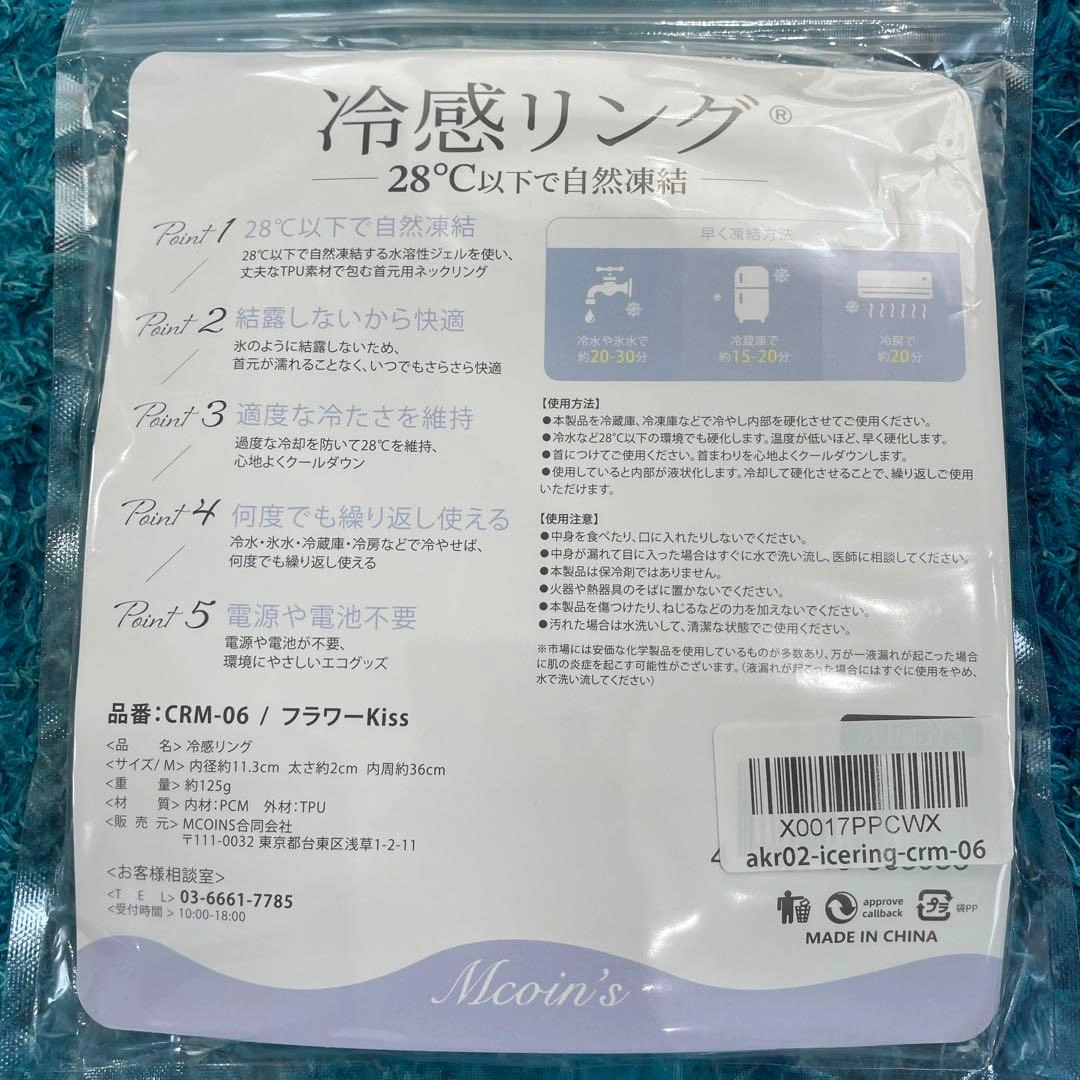 冷感リング®
28℃以下で自然凍結
Point 1 28℃以下で自然凍結
28℃以下で自然凍結する水溶性ジェルを使い、
丈夫なTPU素材で包む首元用ネックリング
Point 2 結露しないから快適
氷のように結露しないため、
首元が濡れることなく、いつでもさらさら快適
Point 3 適度な冷たさを維持
過度な冷却を防いで28℃を維持、
心地よくクールダウン
Point 4 何度でも繰り返し使える
冷水・氷水・冷蔵庫・冷房などで冷やせば、
何度でも繰り返し使える
Point 5 電源や電池不要
電源や電池が不要、
環境にやさしいエコグッズ
早く凍結方法
冷水や氷水で
約20-30分
冷蔵庫で
約15-20分
冷房で
約20分
【使用方法】
●本製品を冷蔵庫、冷凍庫などで冷やし内部を硬化させてご使用ください。
●冷水など28℃以下の環境でも硬化します。温度が低いほど、早く硬化します。
●首につけてご使用ください。首まわりを心地よくクールダウンします。
●使用していると内部が液状化します。冷却して硬化させることで、繰り返しご使用
いただけます。
【使用注意】
●中身を食べたり、口に入れたりしないでください。
●中身が漏れて目に入った場合はすぐに水で洗い流し、医師に相談してください。
●本製品は保冷剤ではありません。
●火器や熱器具のそばに置かないでください。
●本製品を傷つけたり、ねじるなどの力を加えないでください。
●汚れた場合は水洗いして、清潔な状態でご使用ください。
※市場には安価な化学製品を使用しているものが多数あり、万が一液漏れが起こった場合
に肌の炎症を起こす可能性がございます。（液漏れが起こった場合にはすぐに使用をやめ、
水で洗い流してください）
品番：CRM-06 / フラワーKiss
<品 名> 冷感リング
<サイズ/ M> 内径約11.3cm 太さ約2cm 内周約36cm
<重 量> 約125g
<材 質> 内材：PCM 外材：TPU
<販 売 元> MCOINS合同会社
〒111-0032 東京都台東区浅草1-2-11
<お客様相談室>
<T E L> 03-6661-7785
<受付時間> 10:00-18:00
X0017PPCWX
akr02-icering-crm-06
approve
callback
プラ 袋PP
MADE IN CHINA
Mcoin's